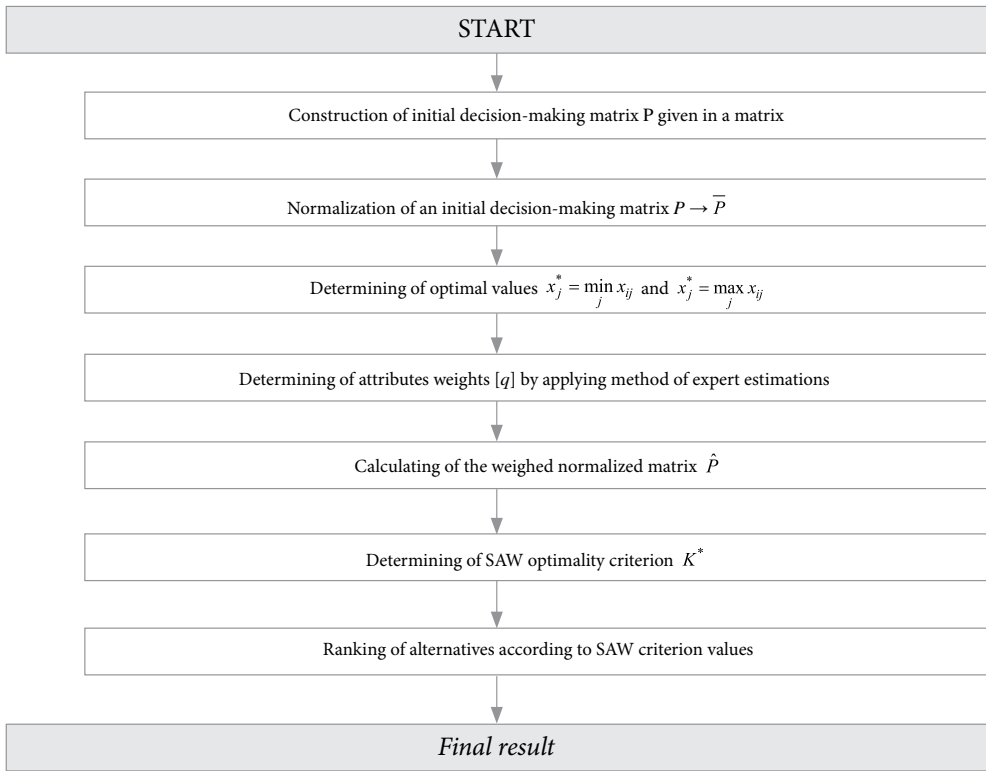 START
Construction of initial decision-making matrix P given in a matrix
Normalization of an initial decision-making matrix P → P̅
Determining of optimal values x*_j = min_j x_ij and x*_j = max_j x_ij
Determining of attributes weights [q] by applying method of expert estimations
Calculating of the weighed normalized matrix P̂
Determining of SAW optimality criterion K*
Ranking of alternatives according to SAW criterion values
Final result